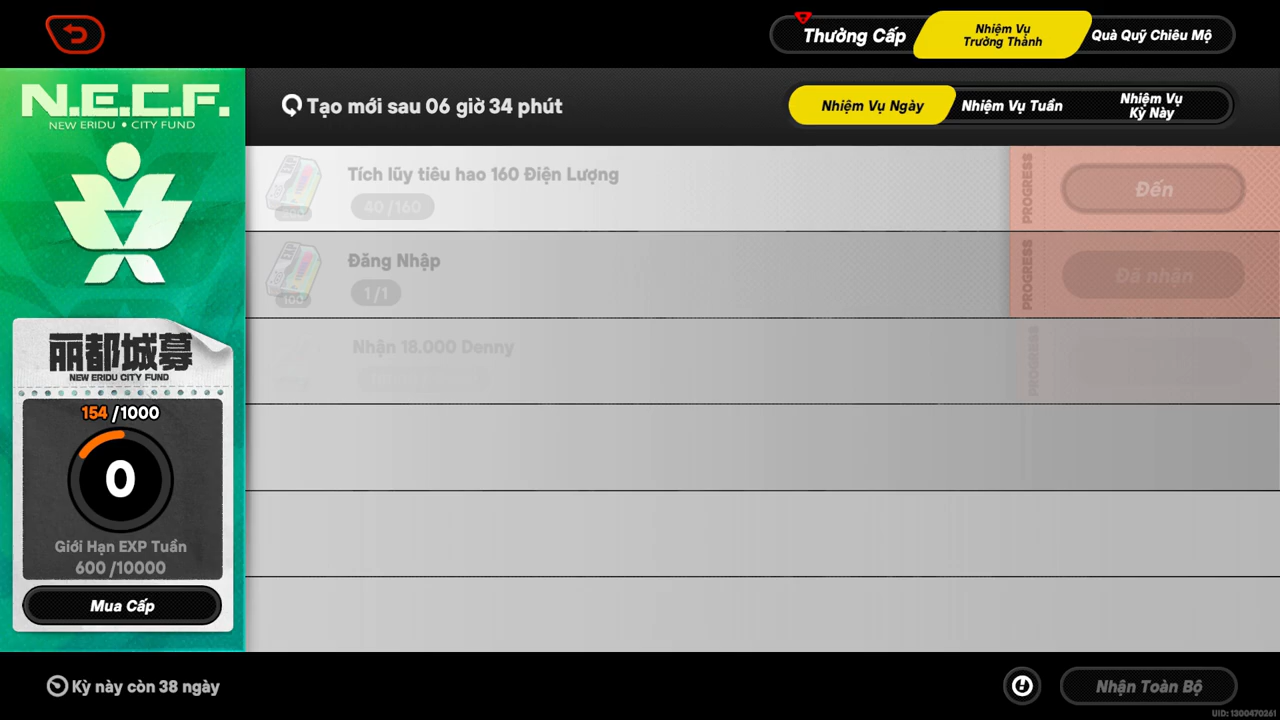 Thưởng Cấp
Nhiệm Vụ
Trưởng Thành
Quà Quỹ Chiêu Mộ
N.E.C.F.
NEW ERIDU • CITY FUND
Tạo mới sau 06 giờ 34 phút
Nhiệm Vụ Ngày
Nhiệm Vụ Tuần
Nhiệm Vụ
Kỳ Này
Tích lũy tiêu hao 160 Điện Lượng
40 /160
PROGRESS
Đến
EXP
Đăng Nhập
1 / 1
100
PROGRESS
Đã nhận
EXP
Nhận 18.000 Denny
PROGRESS
丽都城募
NEW ERIDU CITY FUND
154 /1000
0
Giới Hạn EXP Tuần
600 /10000
Mua Cấp
Kỳ này còn 38 ngày
Nhận Toàn Bộ
UID: 1300470261